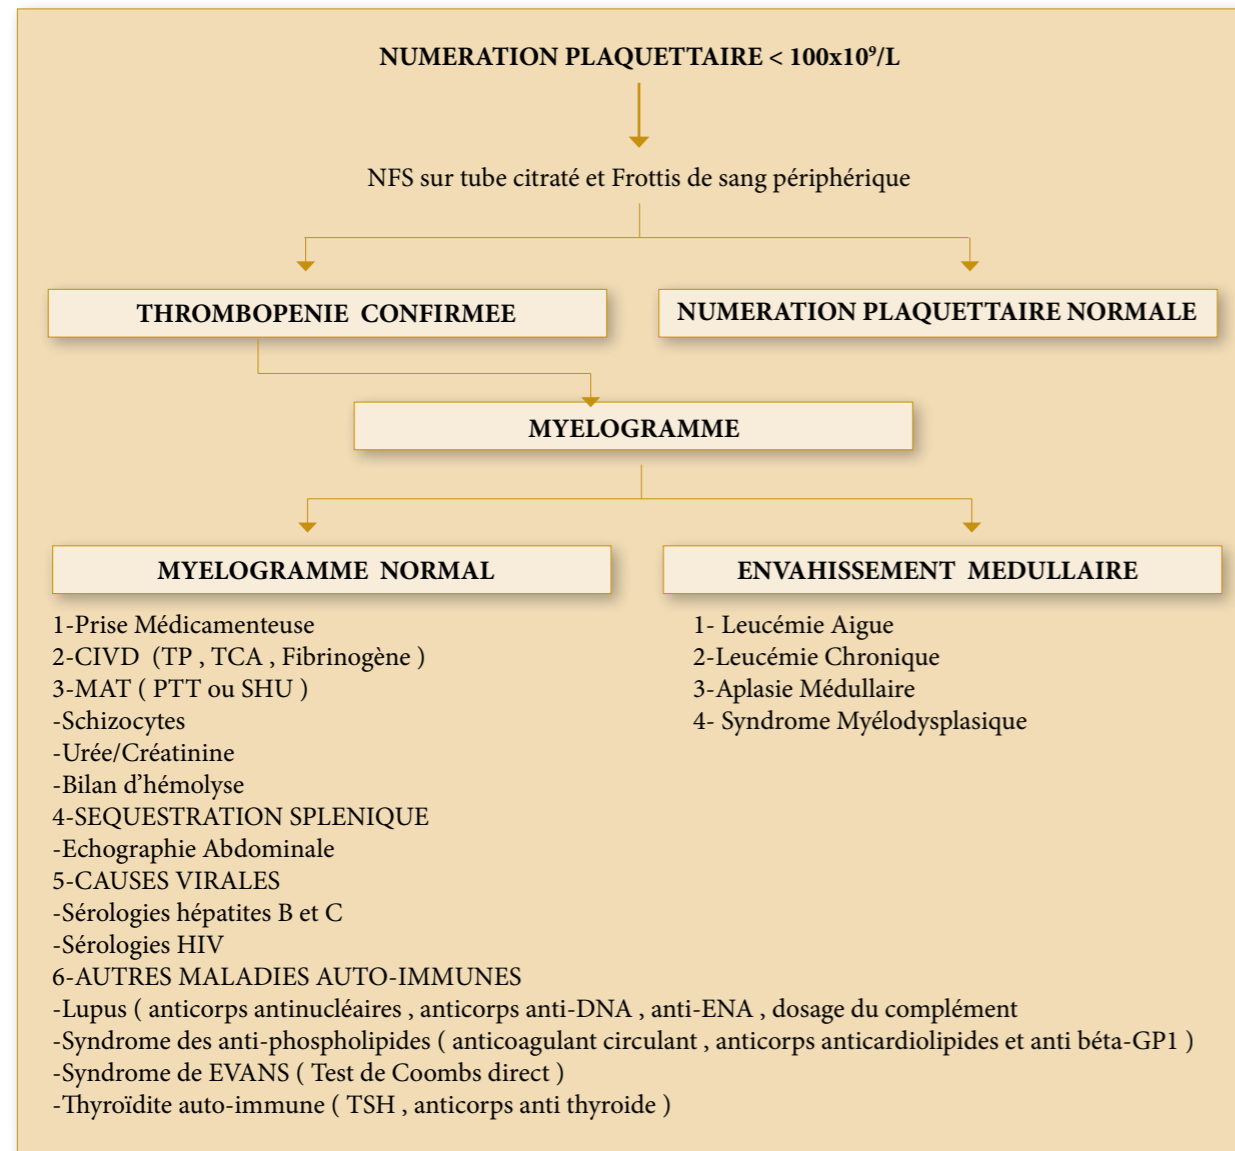 NUMERATION PLAQUETTAIRE < 100x10⁹/L
NFS sur tube citraté et Frottis de sang périphérique
THROMBOPENIE CONFIRMEE
NUMERATION PLAQUETTAIRE NORMALE
MYELOGRAMME
MYELOGRAMME NORMAL
1-Prise Médicamenteuse
2-CIVD (TP , TCA , Fibrinogène )
3-MAT ( PTT ou SHU )
-Schizocytes
-Urée/Créatinine
-Bilan d'hémolyse
4-SEQUESTRATION SPLENIQUE
-Echographie Abdominale
5-CAUSES VIRALES
-Sérologies hépatites B et C
-Sérologies HIV
6-AUTRES MALADIES AUTO-IMMUNES
-Lupus ( anticorps antinucléaires , anticorps anti-DNA , anti-ENA , dosage du complément
-Syndrome des anti-phospholipides ( anticoagulant circulant , anticorps anticardiolipides et anti béta-GP1 )
-Syndrome de EVANS ( Test de Coombs direct )
-Thyroïdite auto-immune ( TSH , anticorps anti thyroide )
ENVAHISSEMENT MEDULLAIRE
1- Leucémie Aigue
2-Leucémie Chronique
3-Aplasie Médullaire
4- Syndrome Myélodysplasique